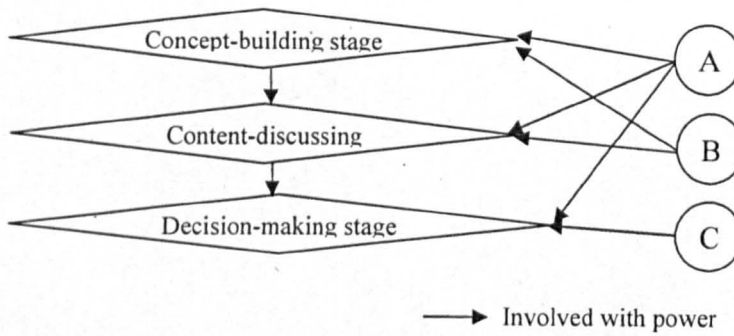 Concept-building stage
A
Content-discussing
B
Decision-making stage
C
Involved with power